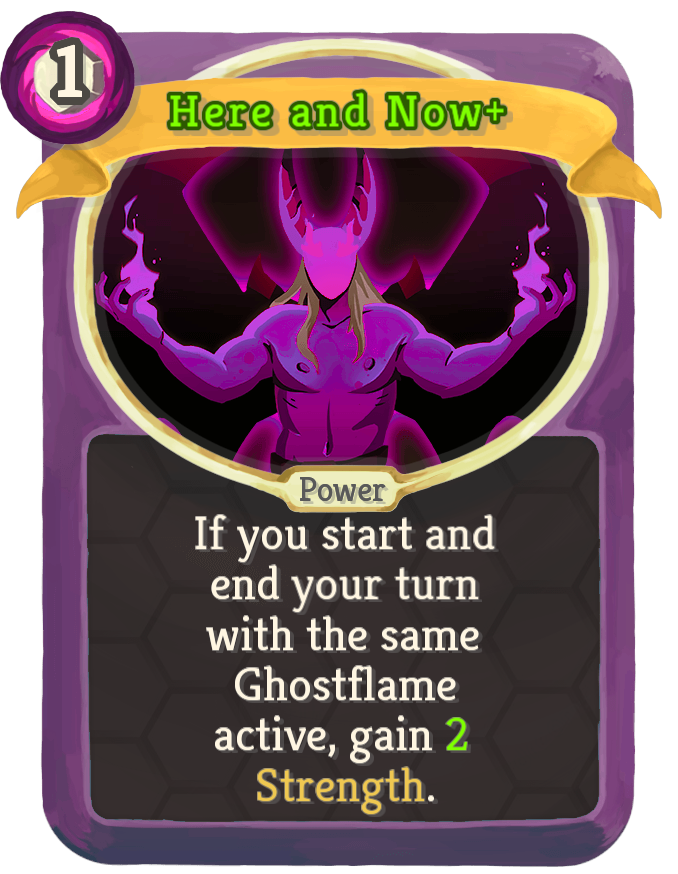 1
Here and Now+
Power
If you start and
end your turn
with the same
Ghostflame
active, gain 2
Strength.